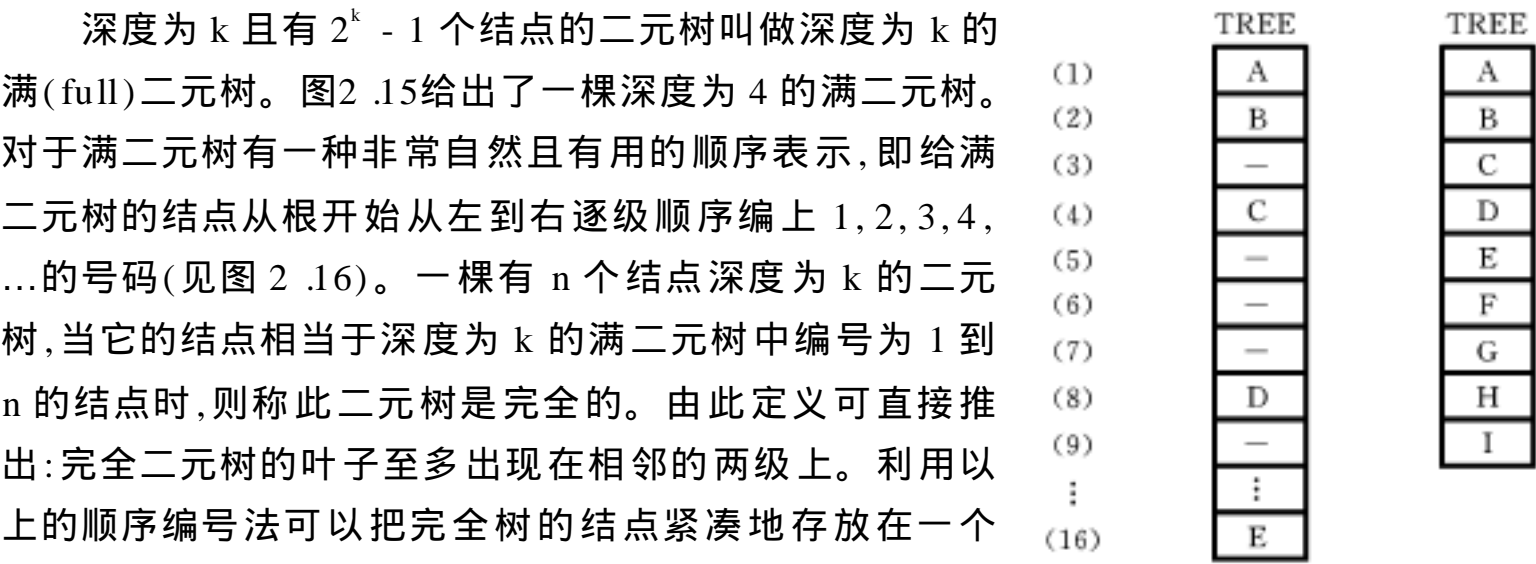 深度为 k 且有 2^k - 1 个结点的二元树叫做深度为 k 的
满(full)二元树。图2 .15给出了一棵深度为 4 的满二元树。
对于满二元树有一种非常自然且有用的顺序表示,即给满
二元树的结点从根开始从左到右逐级顺序编上 1,2,3,4,
…的号码(见图 2 .16)。一棵有 n 个结点深度为 k 的二元
树,当它的结点相当于深度为 k 的满二元树中编号为 1 到
n 的结点时,则称此二元树是完全的。由此定义可直接推
出:完全二元树的叶子至多出现在相邻的两级上。利用以
上的顺序编号法可以把完全树的结点紧凑地存放在一个
TREE TREE
(1) A A
(2) B B
(3) — C
(4) C D
(5) — E
(6) — F
(7) — G
(8) D H
(9) — I
⋮ ⋮
(16) E